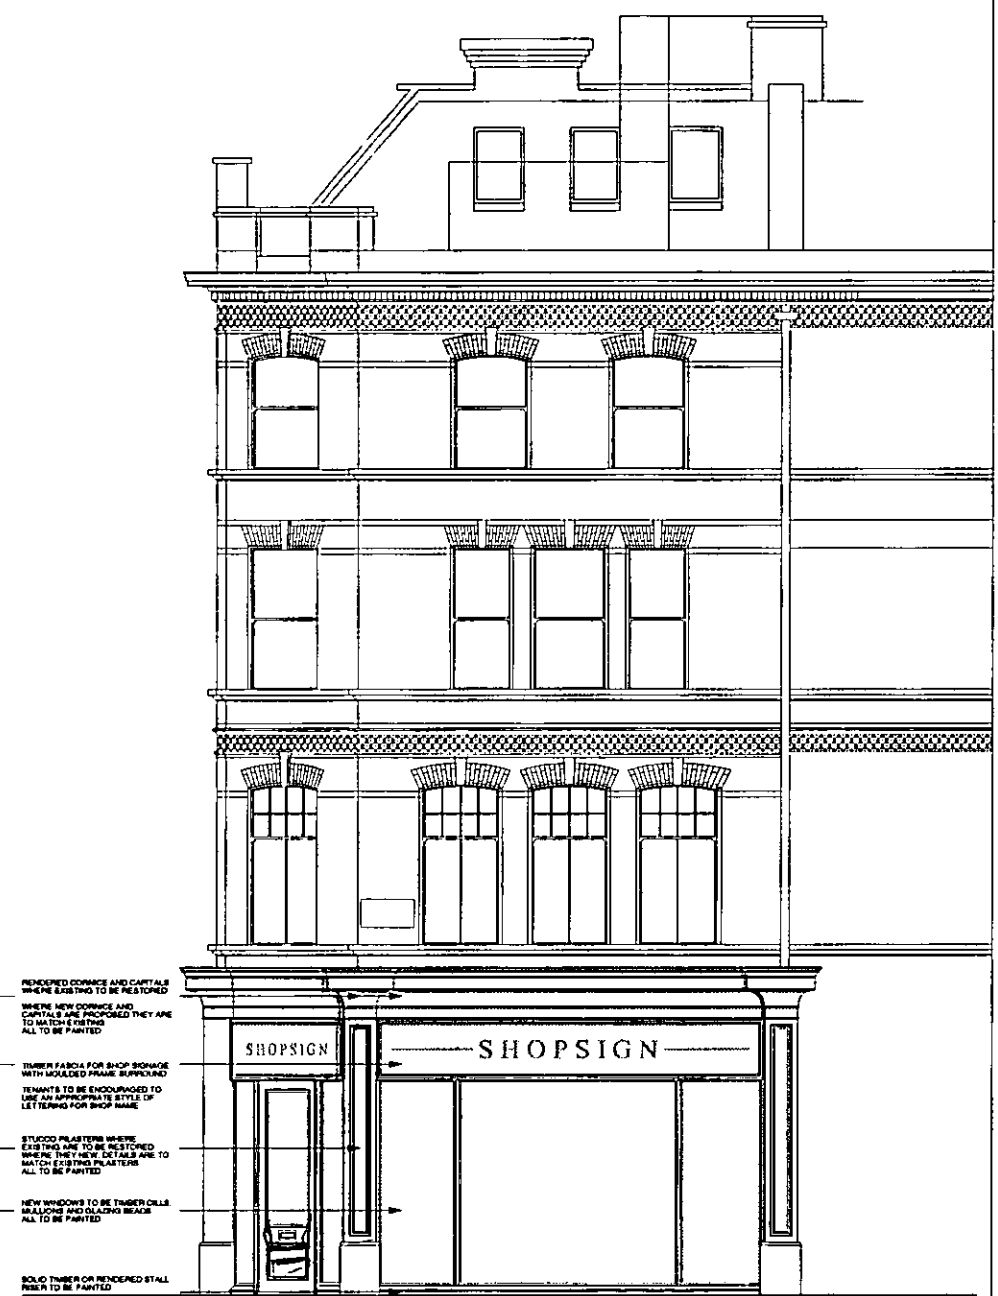 RENDERED CORNICE AND CAPITALS
WHERE EXISTING TO BE RESTORED
WHERE NEW CORNICE AND
CAPITALS ARE PROPOSED THEY ARE
TO MATCH EXISTING
ALL TO BE PAINTED
SHOPSIGN
SHOPSIGN
TIMBER FASCIA FOR SHOP SIGNAGE
WITH MOULDED FRAME SURROUND
TENANTS TO BE ENCOURAGED TO
USE AN APPROPRIATE STYLE OF
LETTERING FOR SHOP NAME
STUCCO PILASTERS WHERE
EXISTING ARE TO BE RESTORED
WHERE THEY NEW, DETAILS ARE TO
MATCH EXISTING PILASTERS
ALL TO BE PAINTED
NEW WINDOWS TO BE TIMBER CILLS,
MULLIONS AND GLAZING BEADS
ALL TO BE PAINTED
SOLID TIMBER OR RENDERED STALL
RISER TO BE PAINTED